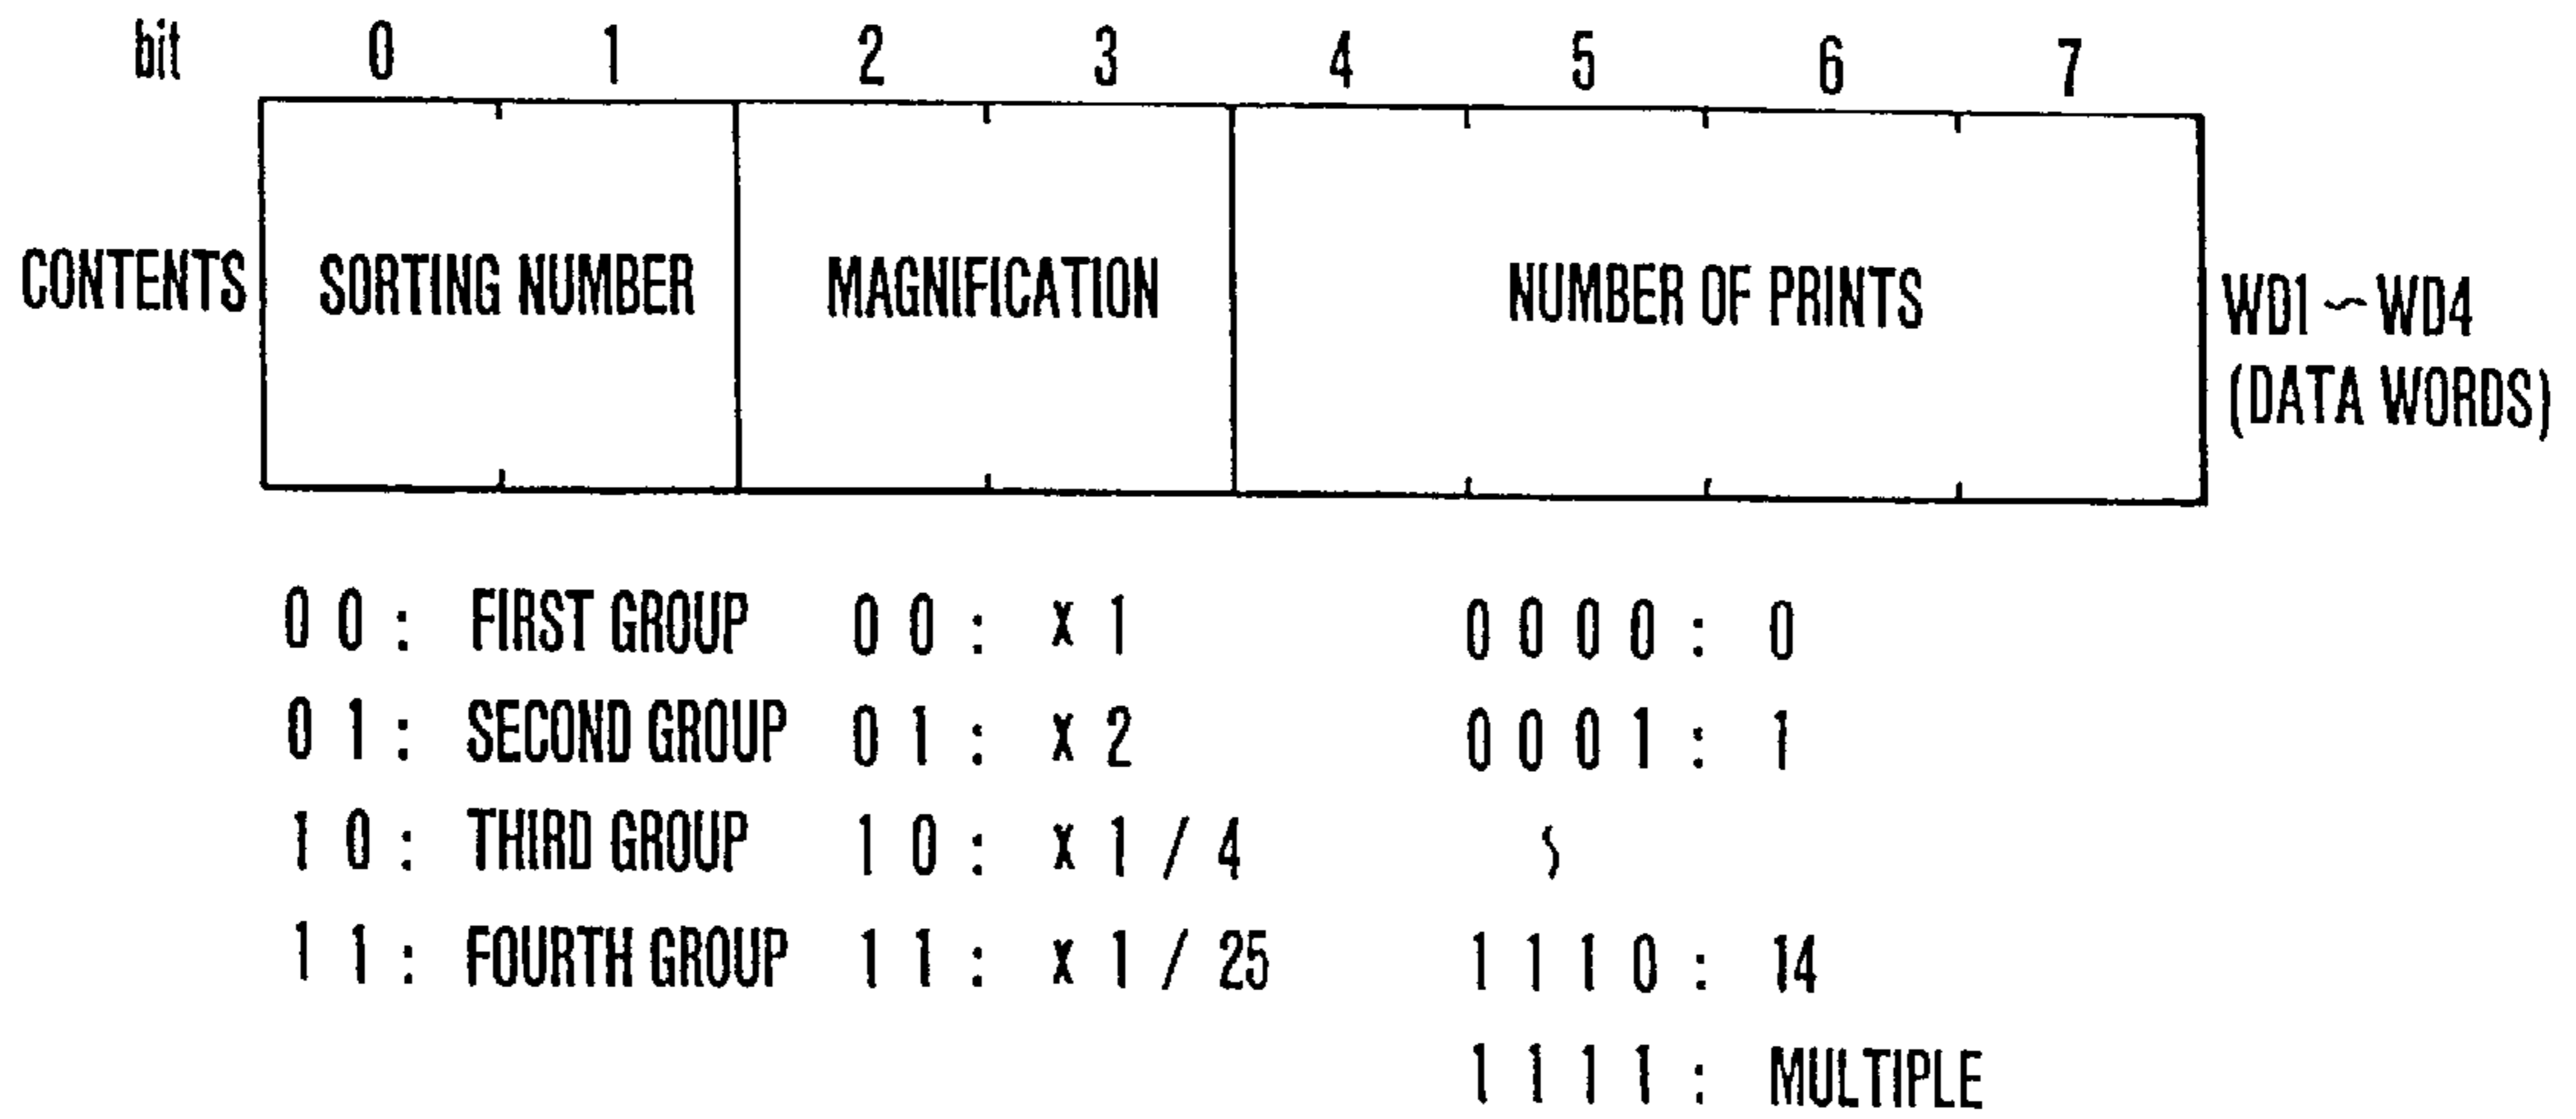 bit 0 1 2 3 4 5 6 7
CONTENTS SORTING NUMBER MAGNIFICATION NUMBER OF PRINTS WD1 ~ WD4
(DATA WORDS)
0 0 : FIRST GROUP 0 0 : x 1 0 0 0 0 : 0
0 1 : SECOND GROUP 0 1 : x 2 0 0 0 1 : 1
1 0 : THIRD GROUP 1 0 : x 1 / 4 ~
1 1 : FOURTH GROUP 1 1 : x 1 / 25 1 1 1 0 : 14
1 1 1 1 : MULTIPLE